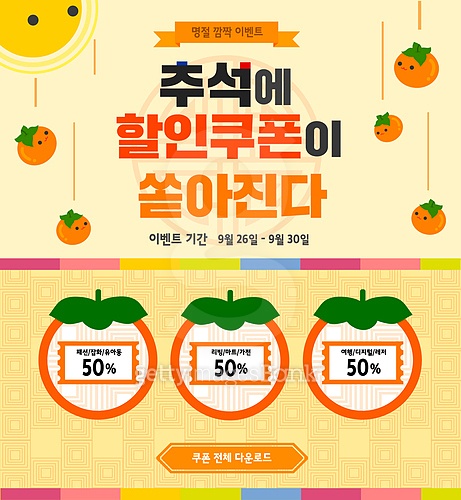 명절 깜짝 이벤트
추석에
할인쿠폰이
쏟아진다
이벤트 기간 9월 26일 - 9월 30일
패션/잡화/유아동
50%
리빙/마트/가전
50%
여행/디지털/레저
50%
gettyimagesBank
쿠폰 전체 다운로드